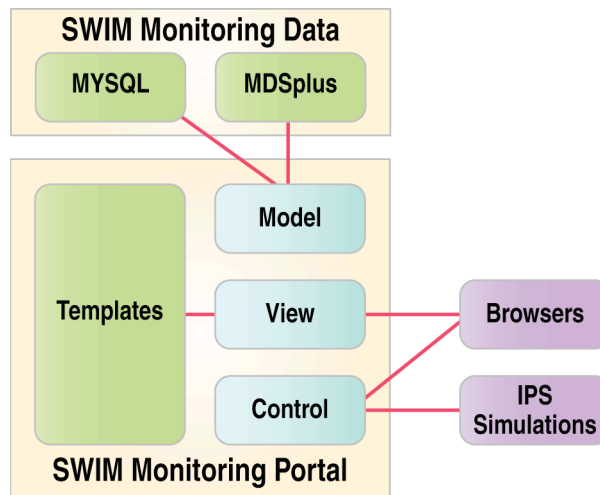 SWIM Monitoring Data
MYSQL
MDSplus
Model
Templates
View
Browsers
Control
IPS
Simulations
SWIM Monitoring Portal